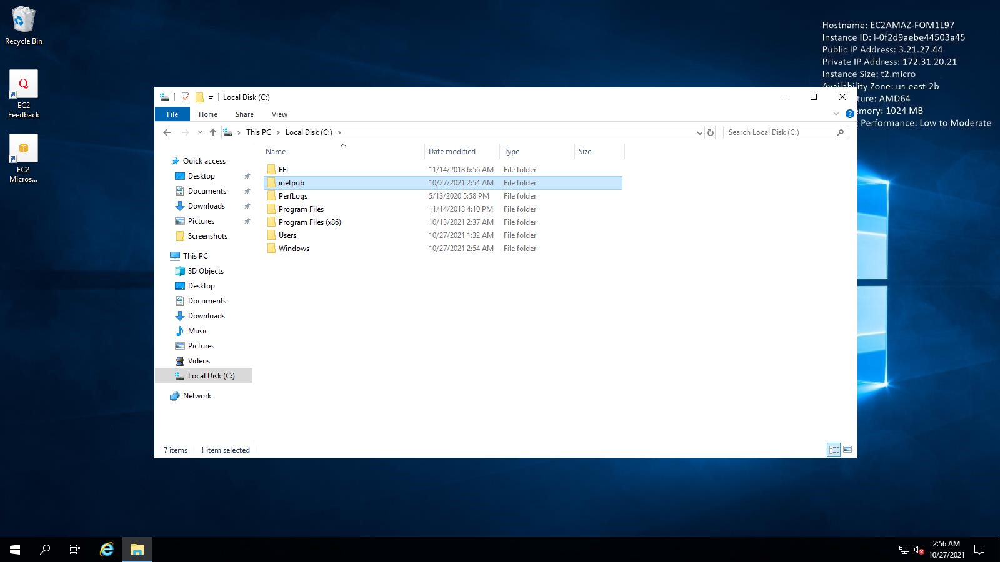 Recycle Bin
EC2
Feedback
EC2
Micros...
Hostname: EC2AMAZ-FOM1L97
Instance ID: i-0f2d9aebe44503a45
Public IP Address: 3.21.27.44
Private IP Address: 172.31.20.21
Instance Size: t2.micro
Availability Zone: us-east-2b
ture: AMD64
emory: 1024 MB
Performance: Low to Moderate
Local Disk (C:)
File Home Share View
This PC Local Disk (C:)
Search Local Disk (C:)
Quick access
Desktop
Documents
Downloads
Pictures
Screenshots
This PC
3D Objects
Desktop
Documents
Downloads
Music
Pictures
Videos
Local Disk (C:)
Network
Name Date modified Type Size
EFI 11/14/2018 6:56 AM File folder
inetpub 10/27/2021 2:54 AM File folder
PerfLogs 5/13/2020 5:58 PM File folder
Program Files 11/14/2018 4:10 PM File folder
Program Files (x86) 10/13/2021 2:37 AM File folder
Users 10/27/2021 1:32 AM File folder
Windows 10/27/2021 2:54 AM File folder
7 items 1 item selected
2:56 AM
10/27/2021